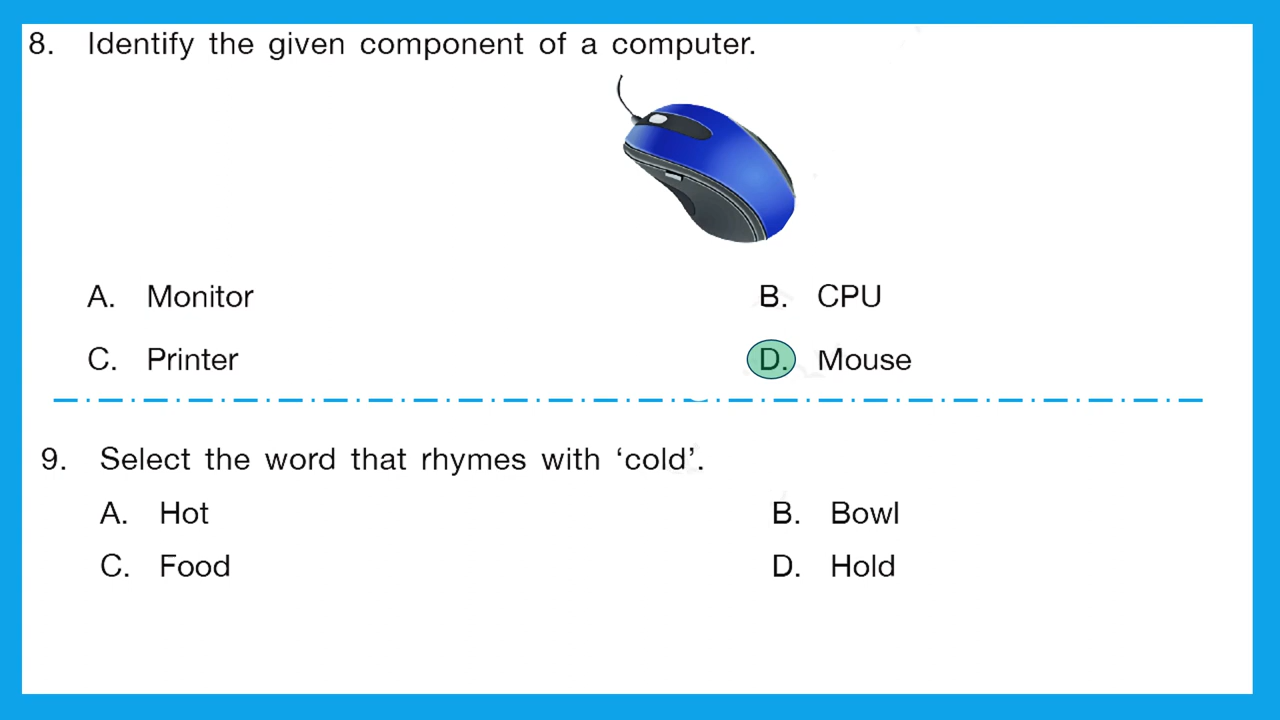 8. Identify the given component of a computer.
A. Monitor B. CPU
C. Printer D. Mouse
9. Select the word that rhymes with ‘cold’.
A. Hot B. Bowl
C. Food D. Hold